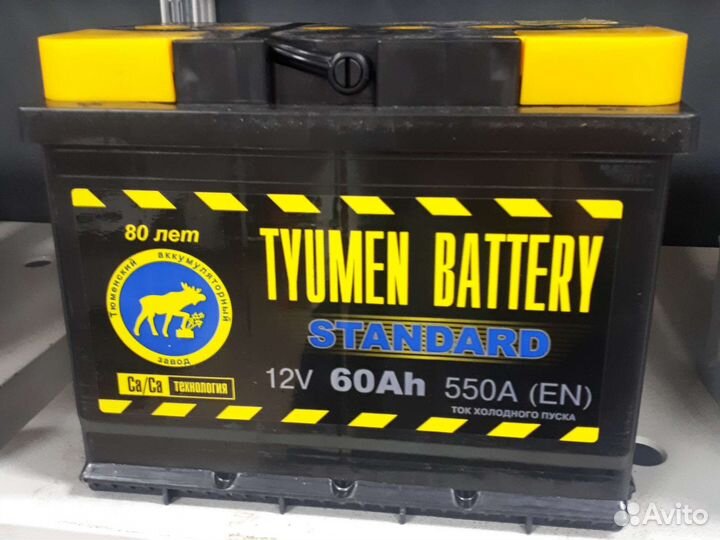 80 лет
Тюменский аккумуляторный завод
Ca/Ca технология
TYUMEN BATTERY
STANDARD
12V 60Ah 550A (EN)
ТОК ХОЛОДНОГО ПУСКА
Avito